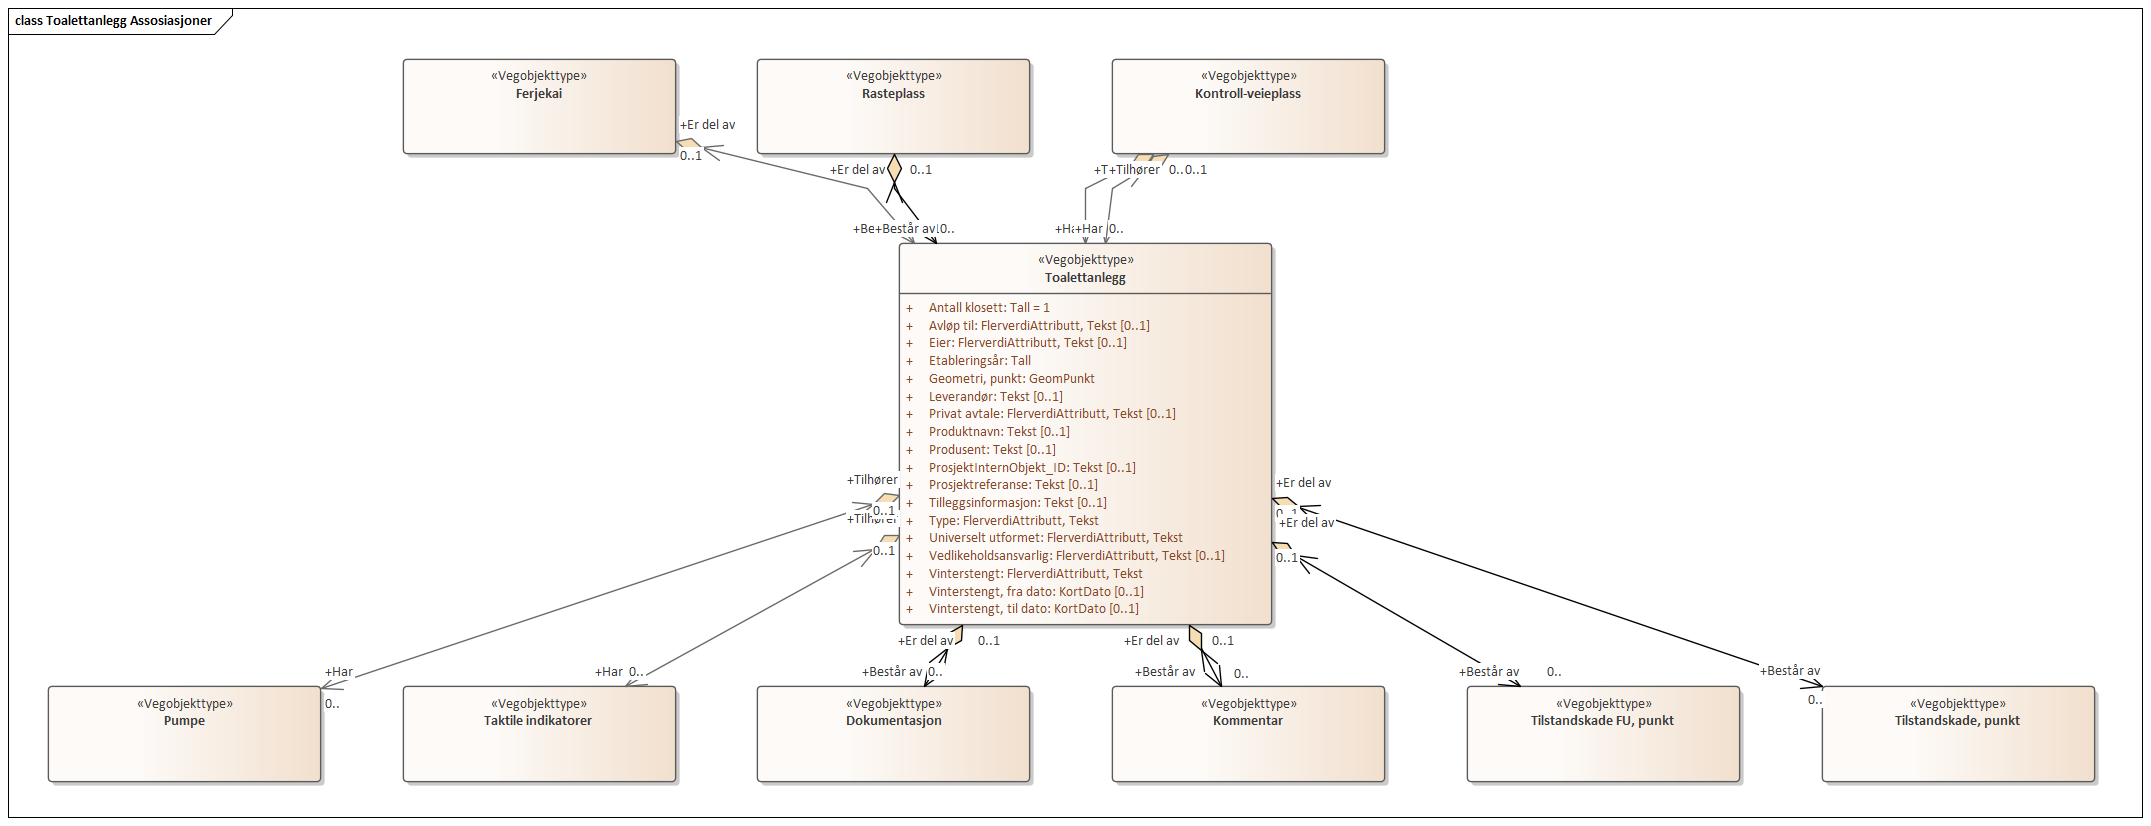 class Toalettanlegg Assosiasjoner
«Vegobjekttype»
Ferjekai
«Vegobjekttype»
Rasteplass
«Vegobjekttype»
Kontroll-veieplass
+Er del av
0..1
+Er del av
0..1
+T
+Tilhører
0..
0..1
+Be
+Består av
0..
+Ha
+Har
0..
«Vegobjekttype»
Toalettanlegg
+ Antall klosett: Tall = 1
+ Avløp til: FlerverdiAttributt, Tekst [0..1]
+ Eier: FlerverdiAttributt, Tekst [0..1]
+ Etableringsår: Tall
+ Geometri, punkt: GeomPunkt
+ Leverandør: Tekst [0..1]
+ Privat avtale: FlerverdiAttributt, Tekst [0..1]
+ Produktnavn: Tekst [0..1]
+ Produsent: Tekst [0..1]
+ ProsjektInternObjekt_ID: Tekst [0..1]
+ Prosjektreferanse: Tekst [0..1]
+ Tilleggsinformasjon: Tekst [0..1]
+ Type: FlerverdiAttributt, Tekst
+ Universelt utformet: FlerverdiAttributt, Tekst
+ Vedlikeholdsansvarlig: FlerverdiAttributt, Tekst [0..1]
+ Vinterstengt: FlerverdiAttributt, Tekst
+ Vinterstengt, fra dato: KortDato [0..1]
+ Vinterstengt, til dato: KortDato [0..1]
+Tilhører
0..1
+Tilhører
0..1
+Er del av
0..1
+Er del av
0..1
+Er del av
0..1
+Er del av
0..1
+Har
0..
+Har 0..
+Består av 0..
+Består av
0..
+Består av
0..
+Består av
0..
«Vegobjekttype»
Pumpe
«Vegobjekttype»
Taktile indikatorer
«Vegobjekttype»
Dokumentasjon
«Vegobjekttype»
Kommentar
«Vegobjekttype»
Tilstandskade FU, punkt
«Vegobjekttype»
Tilstandskade, punkt